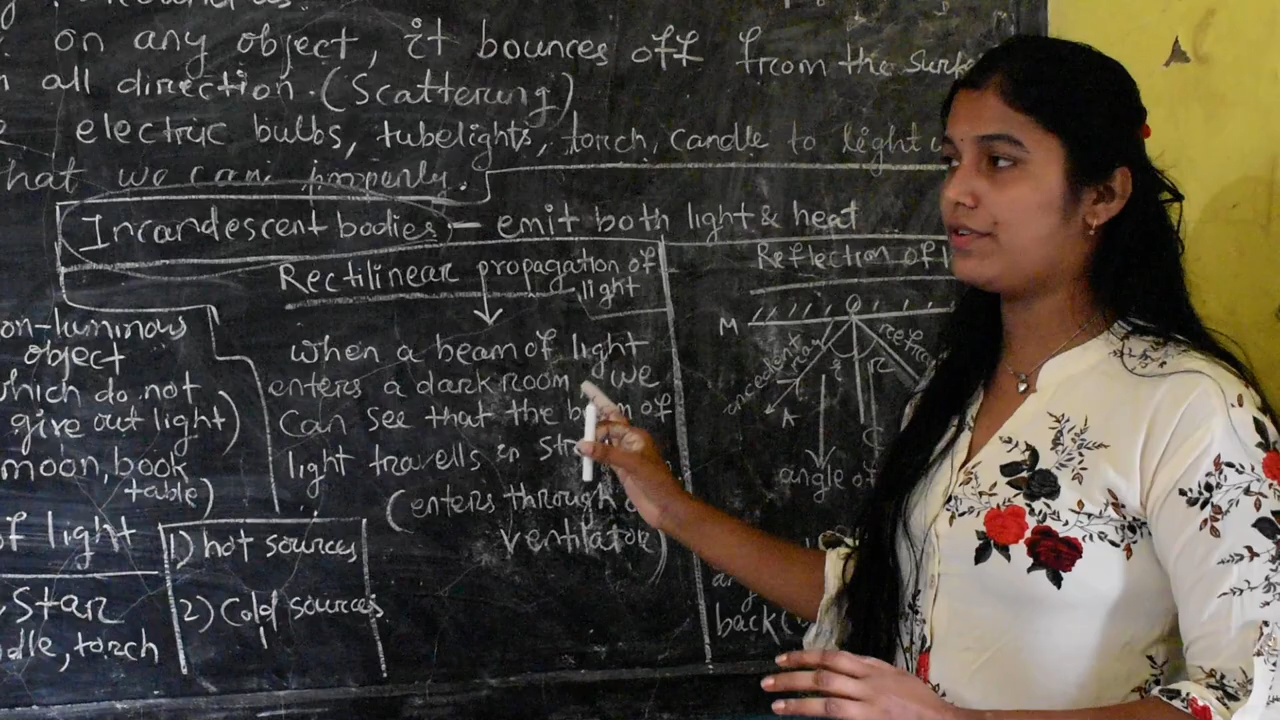 on any object, it bounces off from the surf
all direction. (Scattering)
electric bulbs, tubelights, torch, candle to light
that we can properly.
Incandescent bodies - emit both light & heat
Rectilinear propagation of
light
when a beam of light
enters a dark room, we
Can see that the beam of
light travells in
(enters through
ventilator)
on-luminous
object
which do not
give out light)
moon, book
table)
of light
Star
dle, torch
1) hot sources
2) Cold sources
Reflection of
M
incedent ray
A
i
angle of
back